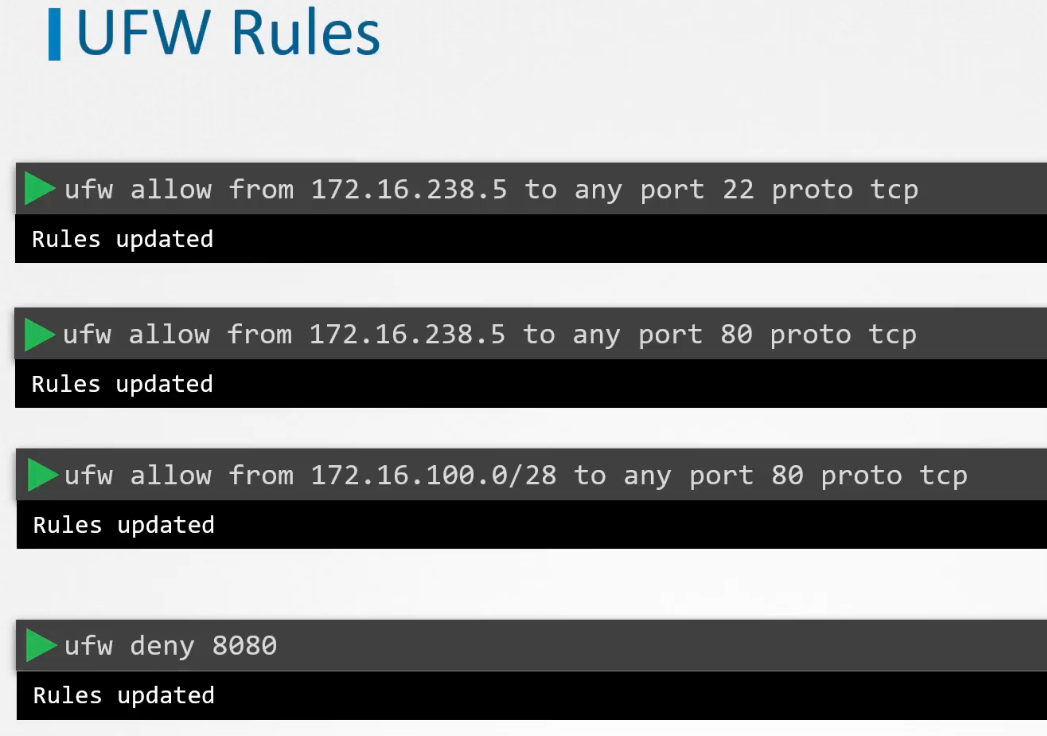 UFW Rules
ufw allow from 172.16.238.5 to any port 22 proto tcp
Rules updated
ufw allow from 172.16.238.5 to any port 80 proto tcp
Rules updated
ufw allow from 172.16.100.0/28 to any port 80 proto tcp
Rules updated
ufw deny 8080
Rules updated